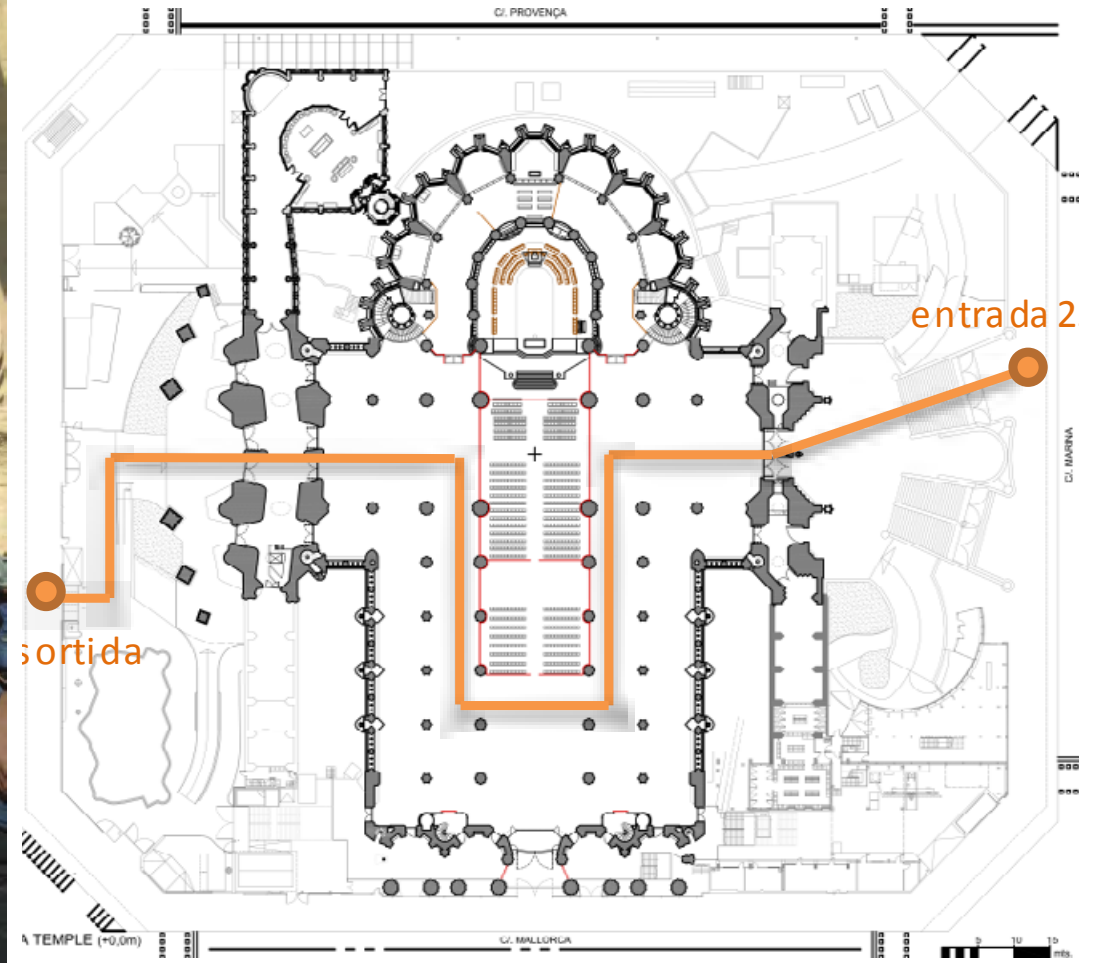 C/. PROVENÇA
entrada 2
C/. MARINA
sortida
A TEMPLE (+0,0m)
C/. MALLORCA
5 10 15
mts.